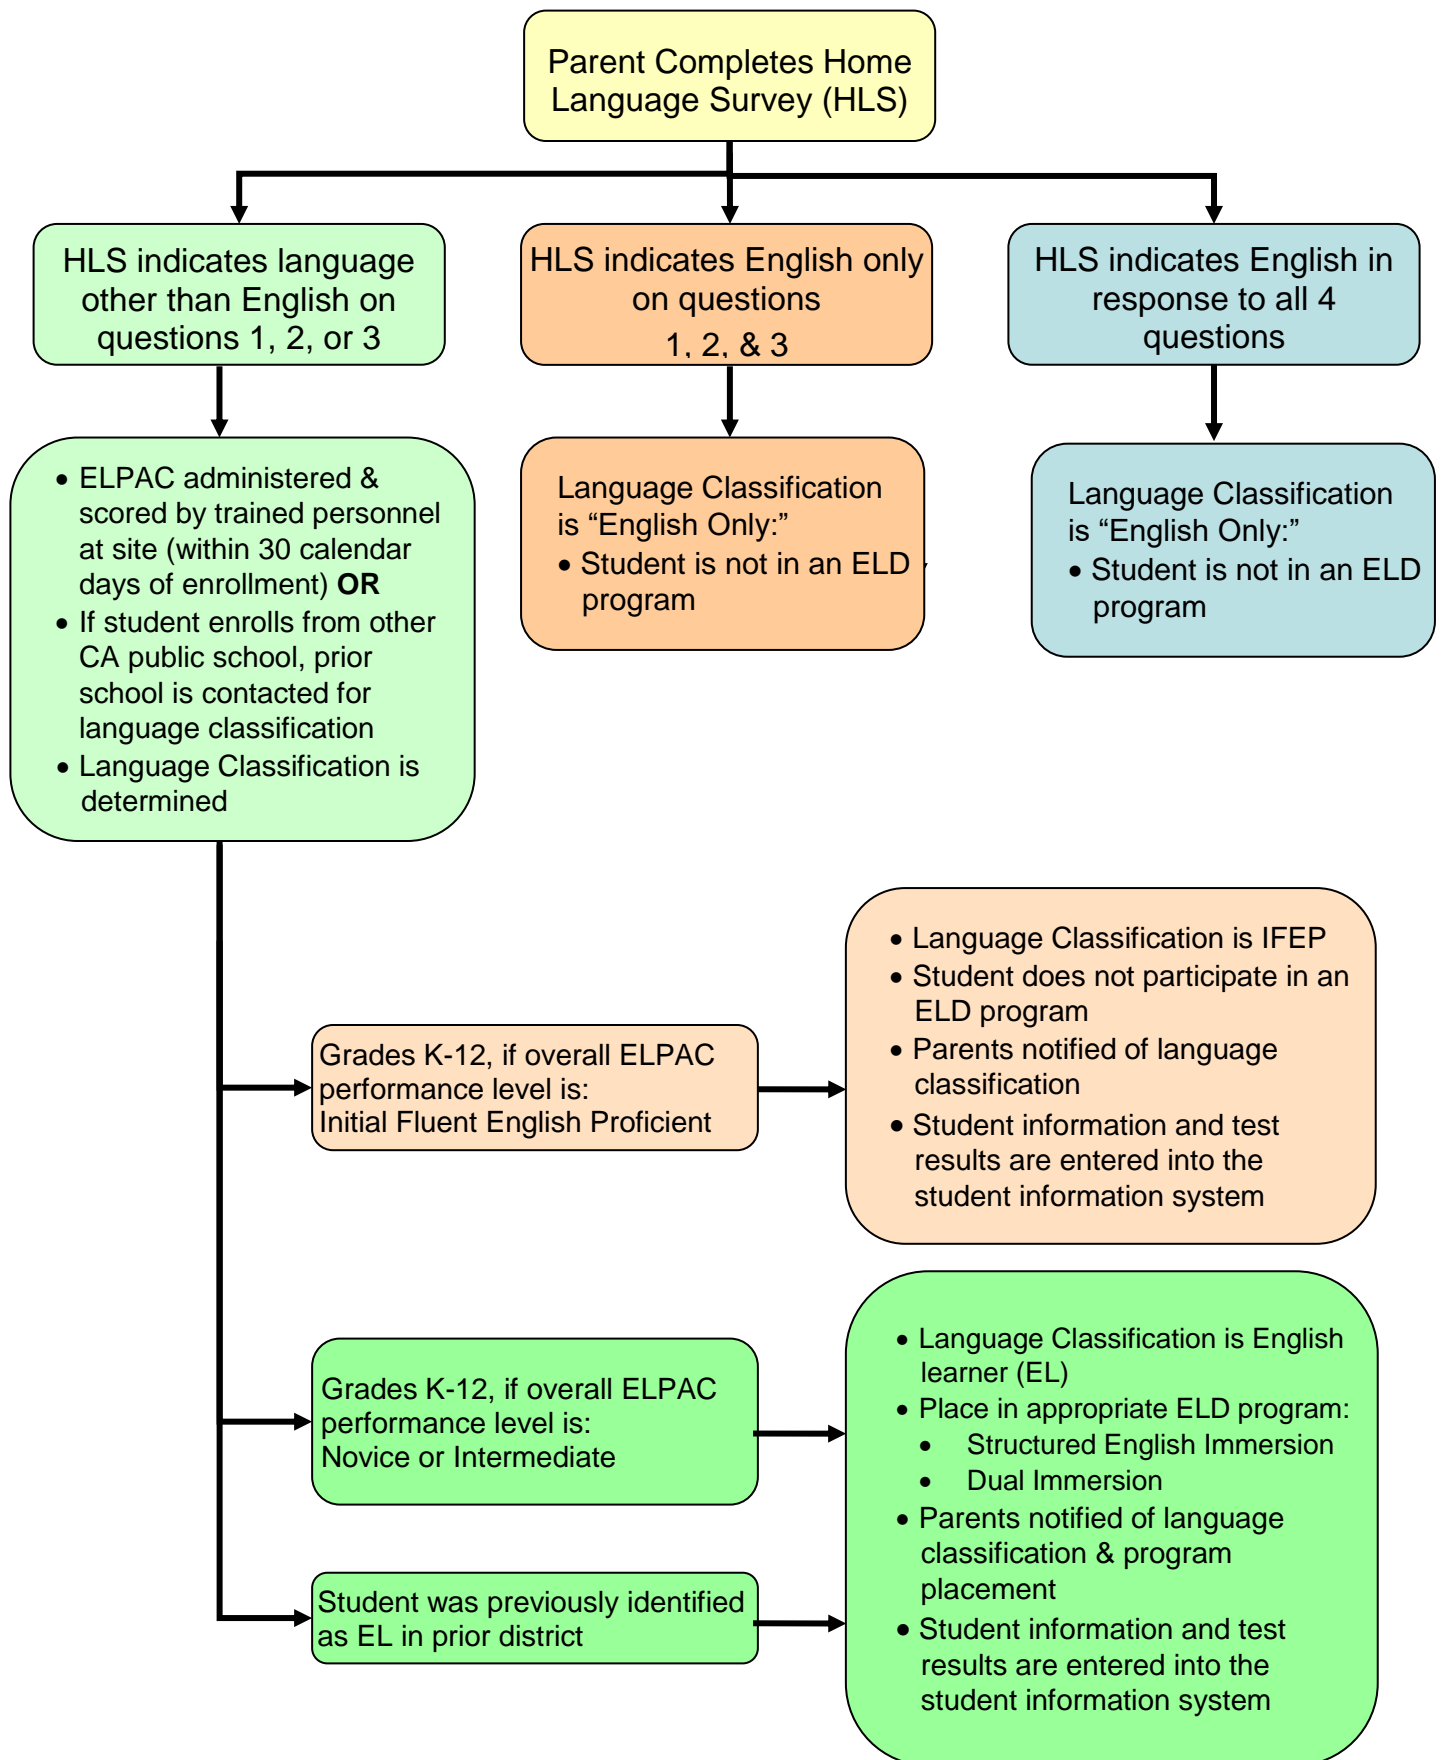 Parent Completes Home
Language Survey (HLS)
HLS indicates language
other than English on
questions 1, 2, or 3
HLS indicates English only
on questions
1, 2, & 3
HLS indicates English in
response to all 4
questions
• ELPAC administered &
scored by trained personnel
at site (within 30 calendar
days of enrollment) OR
• If student enrolls from other
CA public school, prior
school is contacted for
language classification
• Language Classification is
determined
Language Classification
is “English Only:”
• Student is not in an ELD
program
Language Classification
is “English Only:”
• Student is not in an ELD
program
Grades K-12, if overall ELPAC
performance level is:
Initial Fluent English Proficient
• Language Classification is IFEP
• Student does not participate in an
ELD program
• Parents notified of language
classification
• Student information and test
results are entered into the
student information system
Grades K-12, if overall ELPAC
performance level is:
Novice or Intermediate
Student was previously identified
as EL in prior district
• Language Classification is English
learner (EL)
• Place in appropriate ELD program:
• Structured English Immersion
• Dual Immersion
• Parents notified of language
classification & program
placement
• Student information and test
results are entered into the
student information system